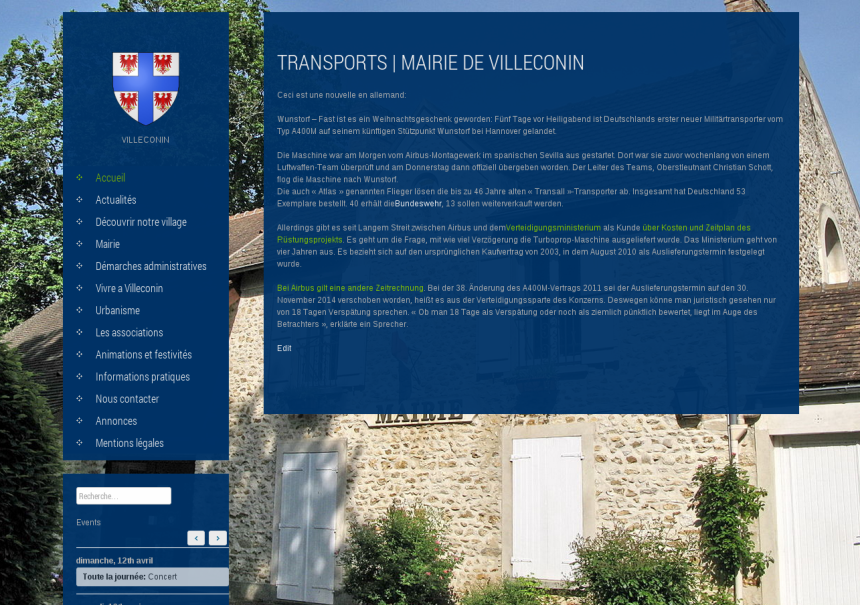 VILLECONIN
Accueil
Actualités
Découvrir notre village
Mairie
Démarches administratives
Vivre a Villeconin
Urbanisme
Les associations
Animations et festivités
Informations pratiques
Nous contacter
Annonces
Mentions légales
Recherche...
Events
dimanche, 12th avril
Toute la journée: Concert
TRANSPORTS | MAIRIE DE VILLECONIN
Ceci est une nouvelle en allemand:
Wunstorf – Fast ist es ein Weihnachtsgeschenk geworden: Fünf Tage vor Heiligabend ist Deutschlands erster neuer Militärtransporter vom
Typ A400M auf seinem künftigen Stützpunkt Wunstorf bei Hannover gelandet.
Die Maschine war am Morgen vom Airbus-Montagewerk im spanischen Sevilla aus gestartet. Dort war sie zuvor wochenlang von einem
Luftwaffen-Team überprüft und am Donnerstag dann offiziell übergeben worden. Der Leiter des Teams, Oberstleutnant Christian Schott,
flog die Maschine nach Wunstorf.
Die auch « Atlas » genannten Flieger lösen die bis zu 46 Jahre alten « Transall »-Transporter ab. Insgesamt hat Deutschland 53
Exemplare bestellt. 40 erhält dieBundeswehr, 13 sollen weiterverkauft werden.
Allerdings gibt es seit Langem Streit zwischen Airbus und demVerteidigungsministerium als Kunde über Kosten und Zeitplan des
Rüstungsprojekts. Es geht um die Frage, mit wie viel Verzögerung die Turboprop-Maschine ausgeliefert wurde. Das Ministerium geht von
vier Jahren aus. Es bezieht sich auf den ursprünglichen Kaufvertrag von 2003, in dem August 2010 als Auslieferungstermin festgelegt
wurde.
Bei Airbus gilt eine andere Zeitrechnung. Bei der 38. Änderung des A400M-Vertrags 2011 sei der Auslieferungstermin auf den 30.
November 2014 verschoben worden, heißt es aus der Verteidigungssparte des Konzerns. Deswegen könne man juristisch gesehen nur
von 18 Tagen Verspätung sprechen. « Ob man 18 Tage als Verspätung oder noch als ziemlich pünktlich bewertet, liegt im Auge des
Betrachters », erklärte ein Sprecher.
Edit
MAIRIE